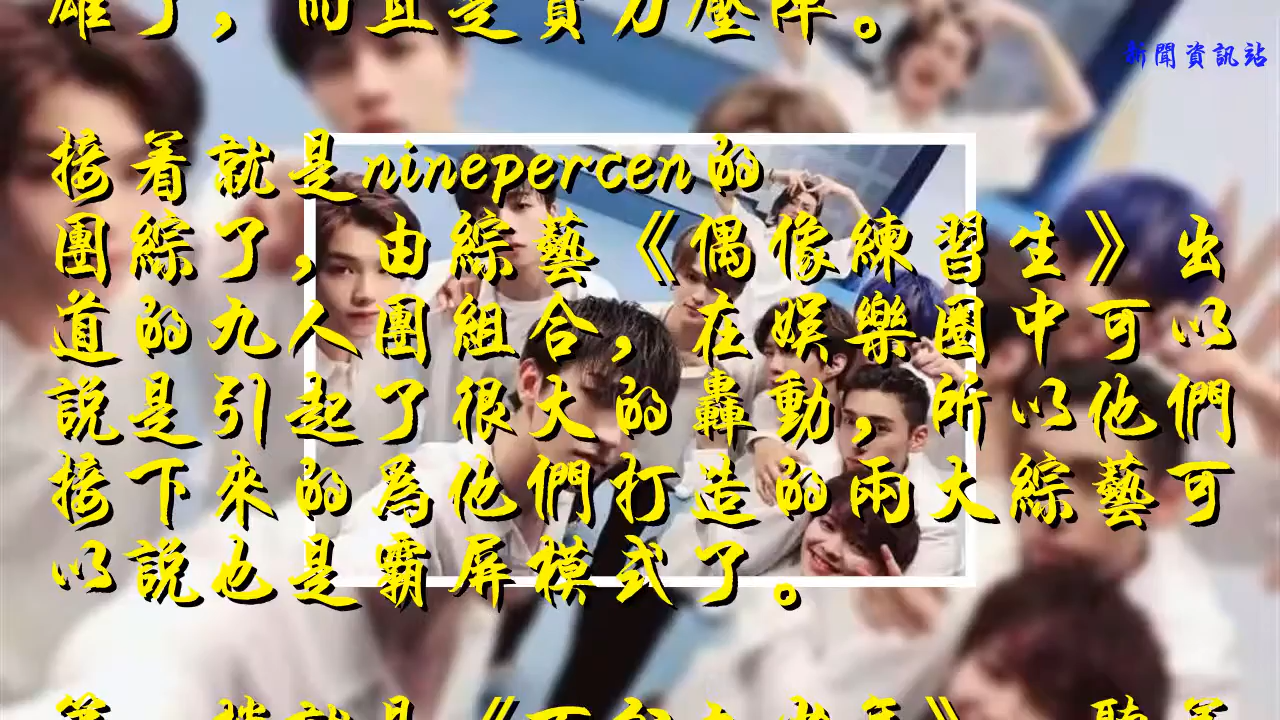 雄了，而且是實力壓陣。
新聞資訊站
接着就是ninepercen的
團綜了，由綜藝《偶像練習生》出
道的九人團組合，在娛樂圈中可以
說是引起了很大的轟動，所以他們
接下來的爲他們打造的兩大綜藝可
以說也是霸屏模式了。